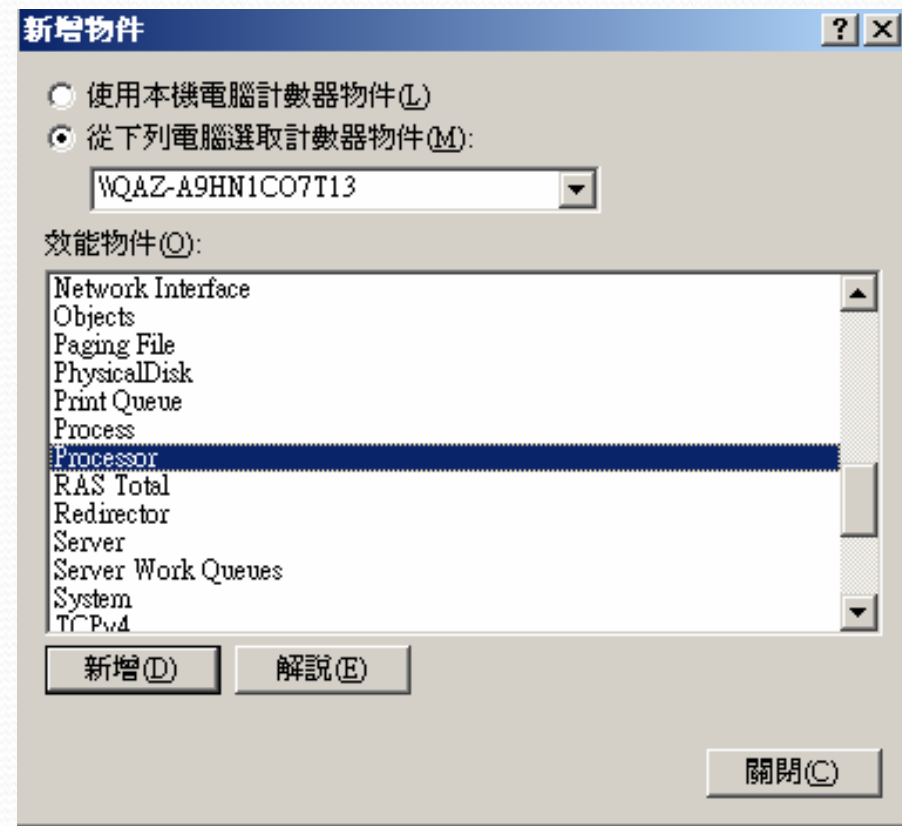 新增物件
使用本機電腦計數器物件(L)
從下列電腦選取計數器物件(M):
\\QAZ-A9HN1CO7T13
效能物件(O):
Network Interface
Objects
Paging File
PhysicalDisk
Print Queue
Process
Processor
RAS Total
Redirector
Server
Server Work Queues
System
TCPv4
新增(D) 解說(E)
關閉(C)